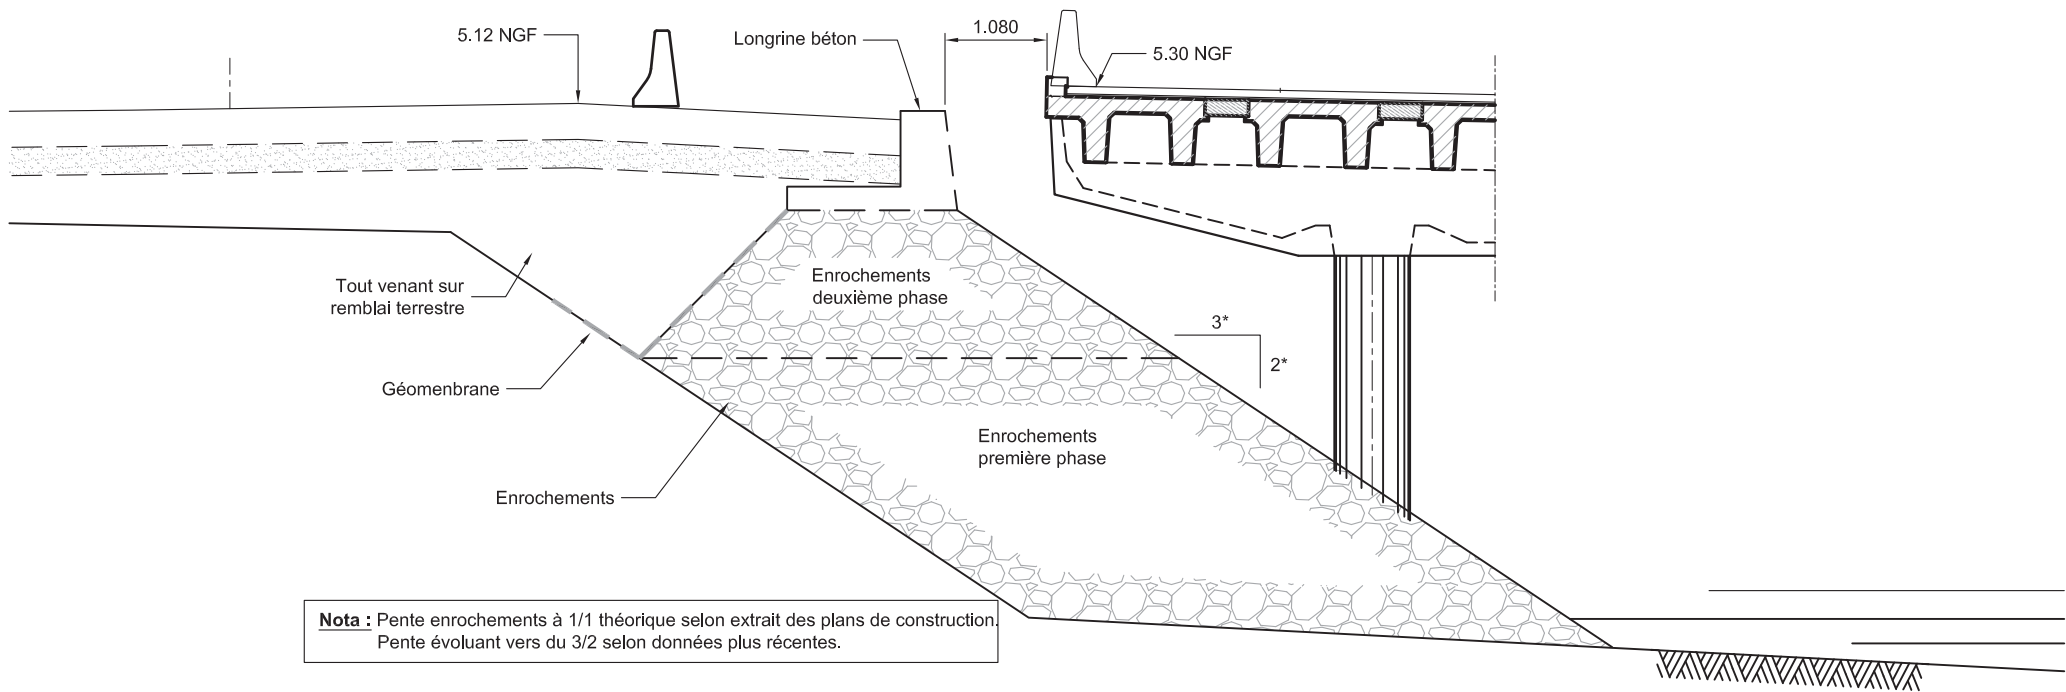 5.12 NGF
Longrine béton
1.080
5.30 NGF
Tout venant sur
remblai terrestre
Enrochements
deuxième phase
3*
2*
Géomenbrane
Enrochements
première phase
Enrochements
Nota : Pente enrochements à 1/1 théorique selon extrait des plans de construction.
Pente évoluant vers du 3/2 selon données plus récentes.